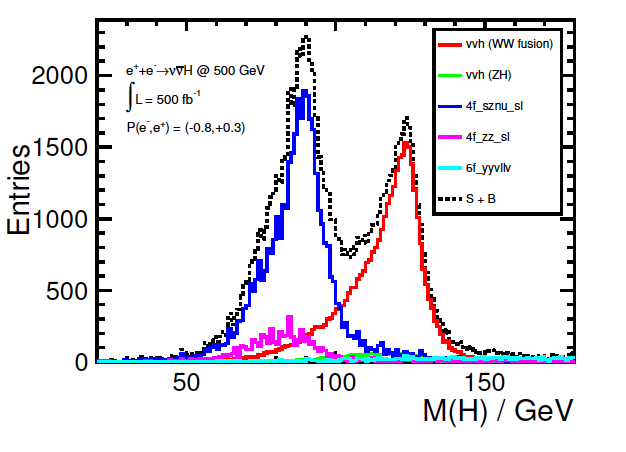 e⁺+e⁻→νν̅H @ 500 GeV
∫L = 500 fb⁻¹
P(e⁻,e⁺) = (-0.8,+0.3)
vvh (WW fusion)
vvh (ZH)
4f_sznu_sl
4f_zz_sl
6f_yyvllv
S + B
Entries
2000
1500
1000
500
0
50
100
150
M(H) / GeV